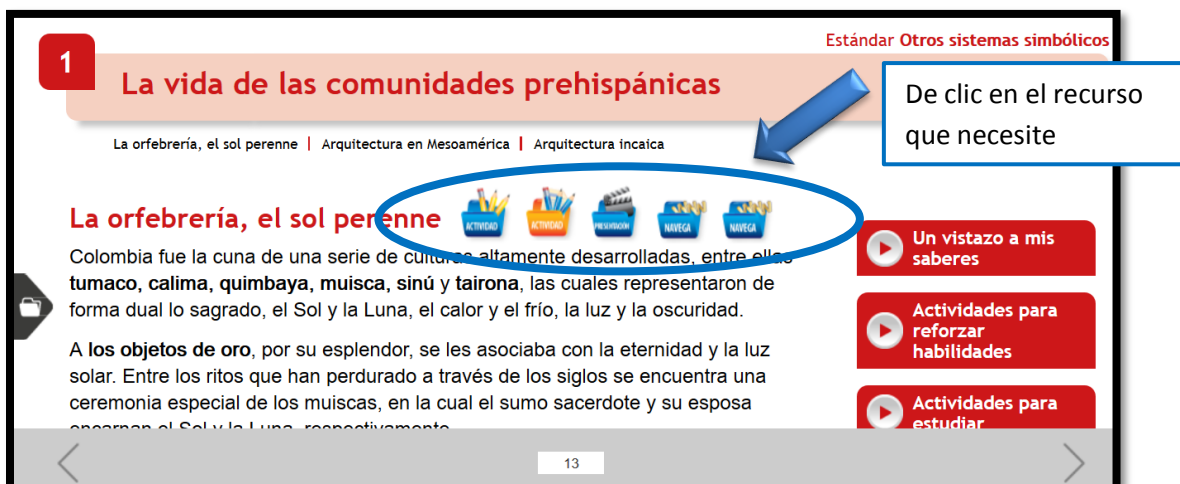 Estándar Otros sistemas simbólicos
1
La vida de las comunidades prehispánicas
De clic en el recurso
que necesite
La orfebrería, el sol perenne | Arquitectura en Mesoamérica | Arquitectura incaica
La orfebrería, el sol perenne
ACTIVIDAD
ACTIVIDAD
PRESENTACIÓN
NAVEGA
NAVEGA
Colombia fue la cuna de una serie de culturas altamente desarrolladas, entre ellas
tumaco, calima, quimbaya, muisca, sinú y tairona, las cuales representaron de
forma dual lo sagrado, el Sol y la Luna, el calor y el frío, la luz y la oscuridad.
A los objetos de oro, por su esplendor, se les asociaba con la eternidad y la luz
solar. Entre los ritos que han perdurado a través de los siglos se encuentra una
ceremonia especial de los muiscas, en la cual el sumo sacerdote y su esposa
encarnan el Sol y la Luna, respectivamente
Un vistazo a mis
saberes
Actividades para
reforzar
habilidades
Actividades para
estudiar
13